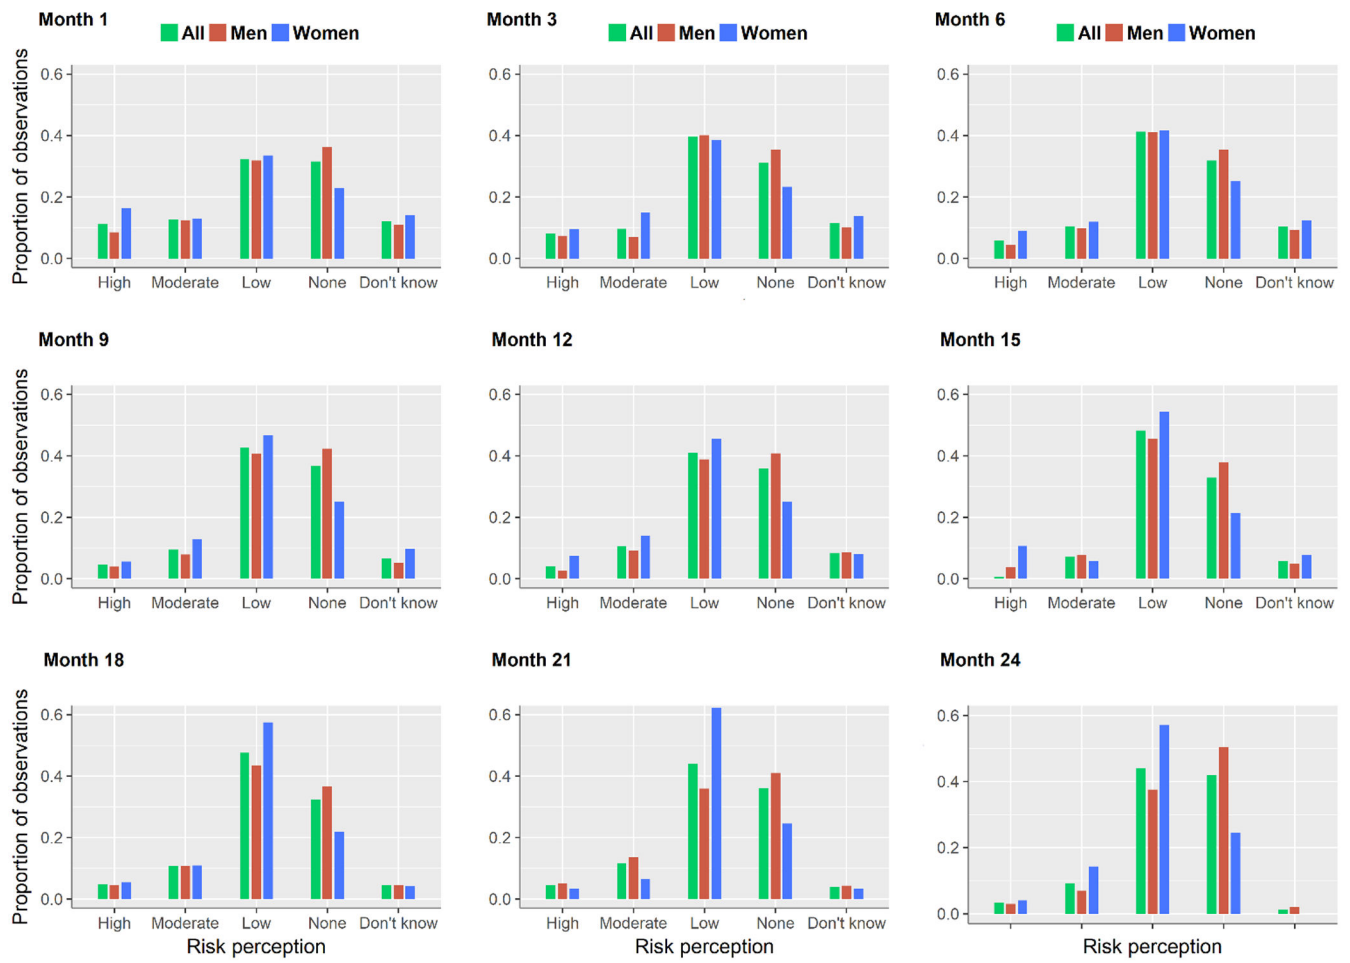 Month 1
All Men Women
Proportion of observations
0.6
0.4
0.2
0.0
High Moderate Low None Don't know
Month 3
All Men Women
0.6
0.4
0.2
0.0
High Moderate Low None Don't know
Month 6
All Men Women
0.6
0.4
0.2
0.0
High Moderate Low None Don't know
Month 9
Proportion of observations
0.6
0.4
0.2
0.0
High Moderate Low None Don't know
Month 12
0.6
0.4
0.2
0.0
High Moderate Low None Don't know
Month 15
0.6
0.4
0.2
0.0
High Moderate Low None Don't know
Month 18
Proportion of observations
0.6
0.4
0.2
0.0
High Moderate Low None Don't know
Risk perception
Month 21
0.6
0.4
0.2
0.0
High Moderate Low None Don't know
Risk perception
Month 24
0.6
0.4
0.2
0.0
Risk perception